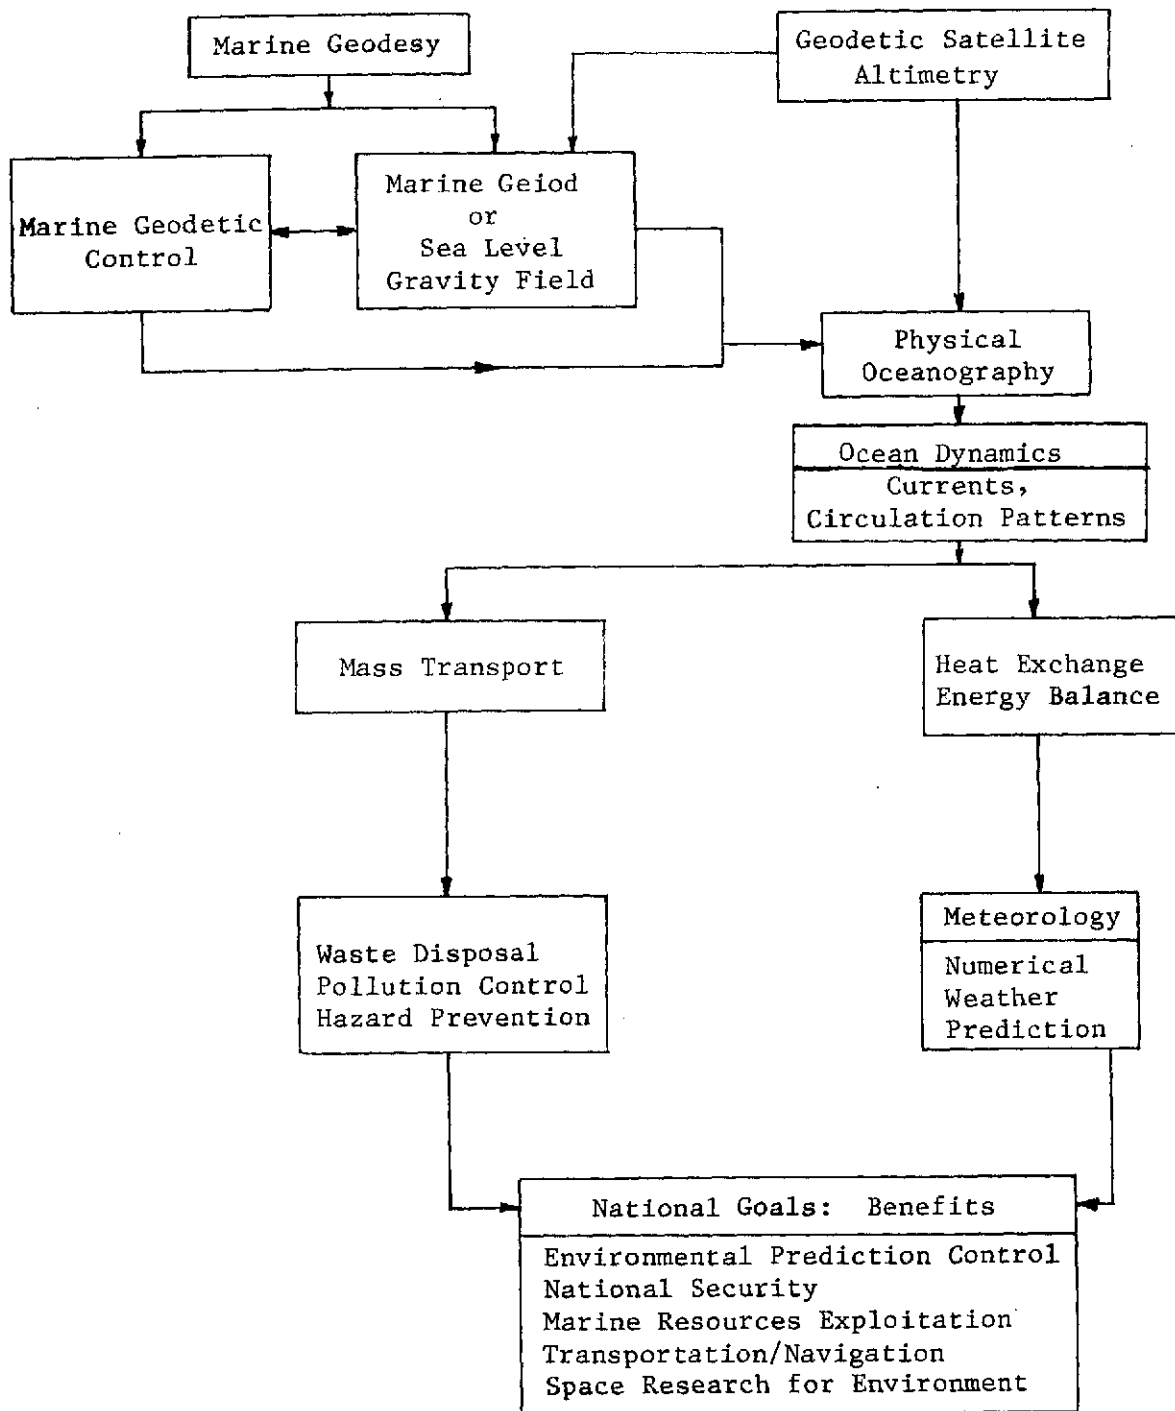 Marine Geodesy
Geodetic Satellite
Altimetry
Marine Geodetic
Control
Marine Geiod
or
Sea Level
Gravity Field
Physical
Oceanography
Ocean Dynamics
Currents,
Circulation Patterns
Mass Transport
Heat Exchange
Energy Balance
Waste Disposal
Pollution Control
Hazard Prevention
Meteorology
Numerical
Weather
Prediction
National Goals: Benefits
Environmental Prediction Control
National Security
Marine Resources Exploitation
Transportation/Navigation
Space Research for Environment